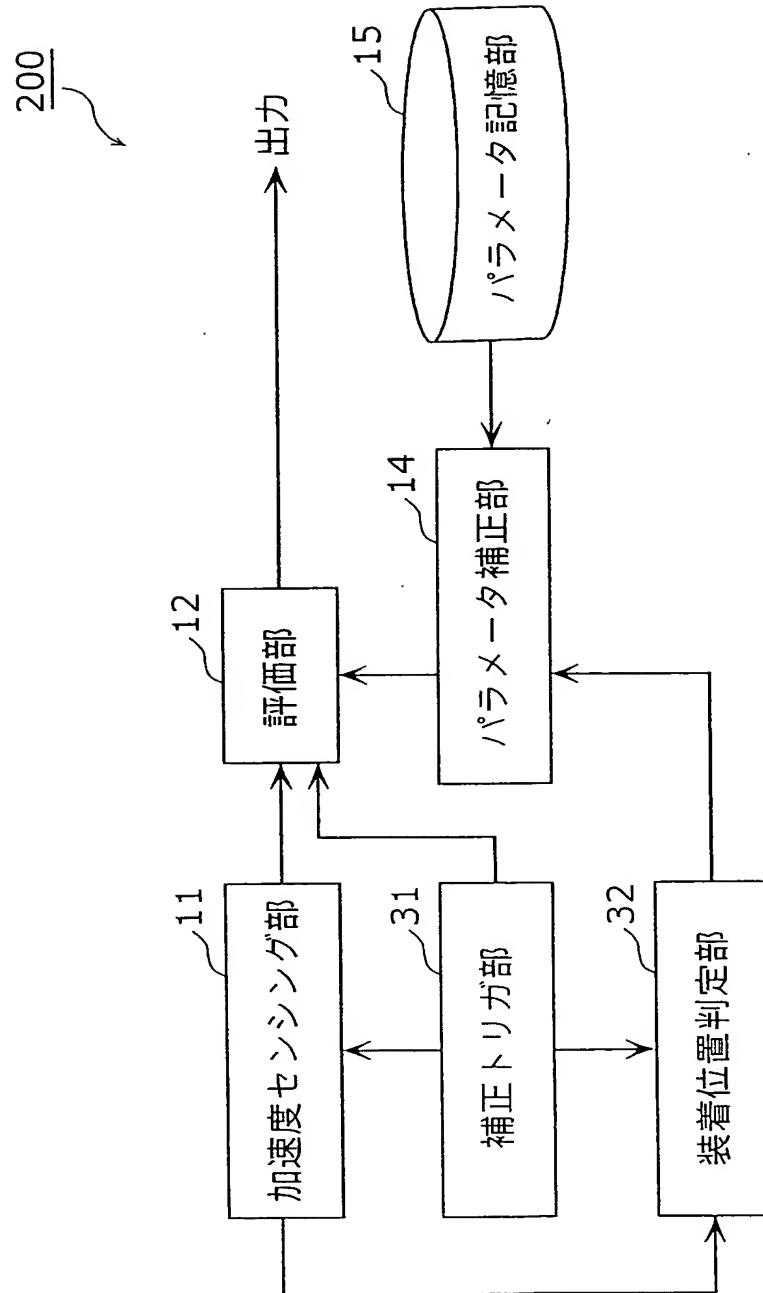 200
11
加速度センシング部
12
評価部
出力
31
補正トリガ部
14
パラメータ補正部
15
パラメータ記憶部
32
装着位置判定部